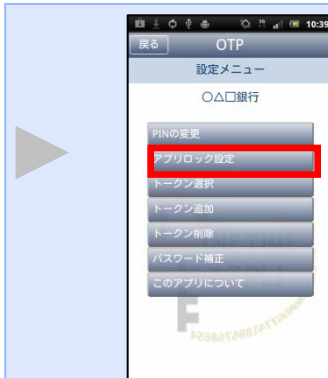 10:39
戻る OTP
設定メニュー
○△□銀行
PINの変更
アプリロック設定
トークン選択
トークン追加
トークン削除
パスワード補正
このアプリについて